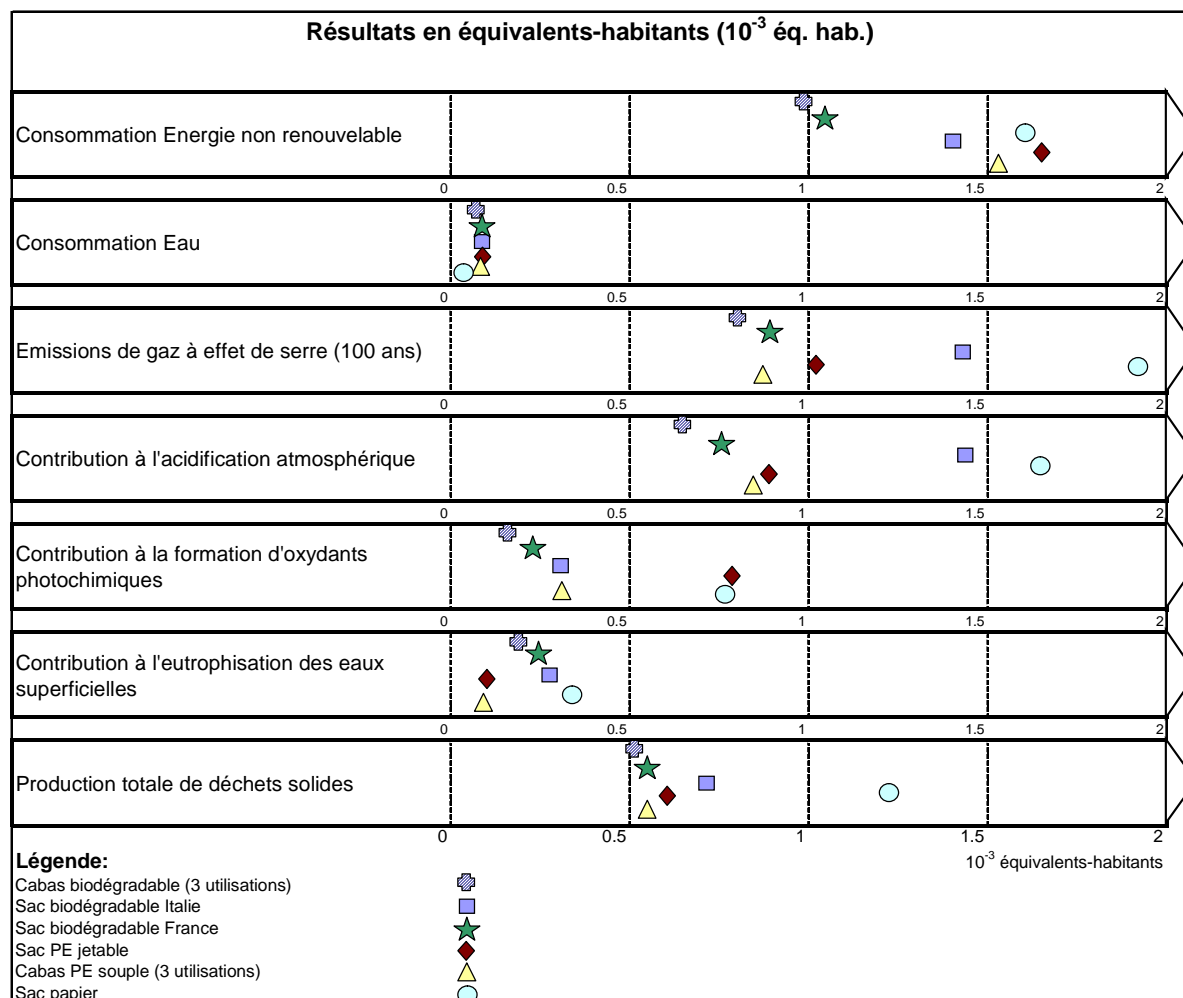 Résultats en équivalents-habitants (10-3 éq. hab.)
Consommation Energie non renouvelable
0 0.5 1 1.5 2
Consommation Eau
0 0.5 1 1.5 2
Emissions de gaz à effet de serre (100 ans)
0 0.5 1 1.5 2
Contribution à l'acidification atmosphérique
0 0.5 1 1.5 2
Contribution à la formation d'oxydants
photochimiques
0 0.5 1 1.5 2
Contribution à l'eutrophisation des eaux
superficielles
0 0.5 1 1.5 2
Production totale de déchets solides
0 0.5 1 1.5 2
10-3 équivalents-habitants
Légende:
Cabas biodégradable (3 utilisations)
Sac biodégradable Italie
Sac biodégradable France
Sac PE jetable
Cabas PE souple (3 utilisations)
Sac papier